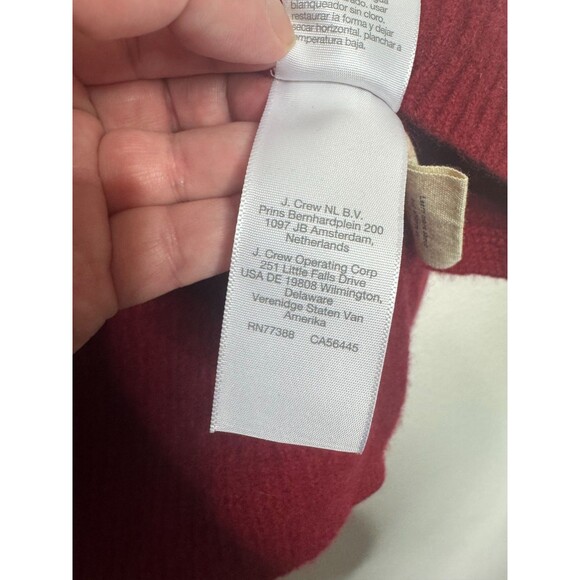 blanqueador sin cloro.
restaurar la forma y dejar
secar horizontal. planchar a
temperatura baja.
J. Crew NL B.V.
Prins Bernhardplein 200
1097 JB Amsterdam,
Netherlands
J. Crew Operating Corp
251 Little Falls Drive
USA DE 19808 Wilmington,
Delaware
Verenidge Staten Van
Amerika
RN77388 CA56445